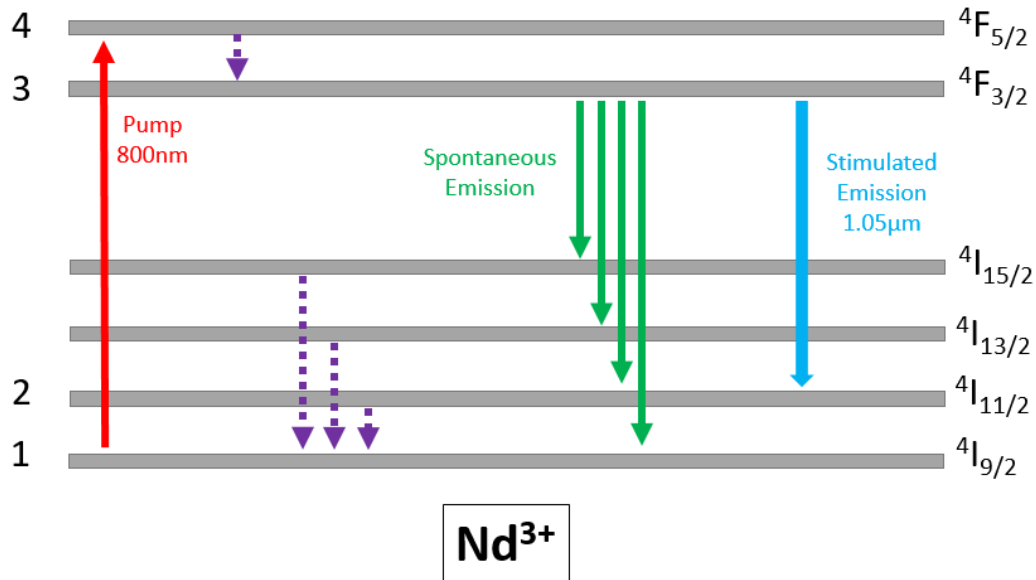 4
⁴F₅/₂
3
⁴F₃/₂
Pump
800nm
Spontaneous
Emission
Stimulated
Emission
1.05µm
⁴I₁₅/₂
⁴I₁₃/₂
2
⁴I₁₁/₂
1
⁴I₉/₂
Nd³⁺